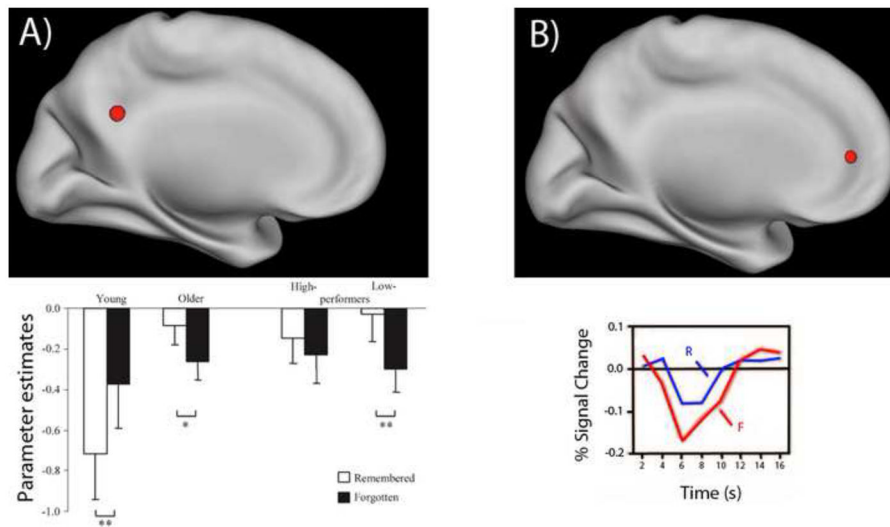 A)
B)
High-
Low-
Young
Older
performers
0.0
-0.2
-0.4
-0.6
-0.8
-1.0
Parameter estimates
*
**
**
Remembered
Forgotten
0.1
0.0
-0.1
-0.2
% Signal Change
R
F
2 4 6 8 10 12 14 16
Time (s)